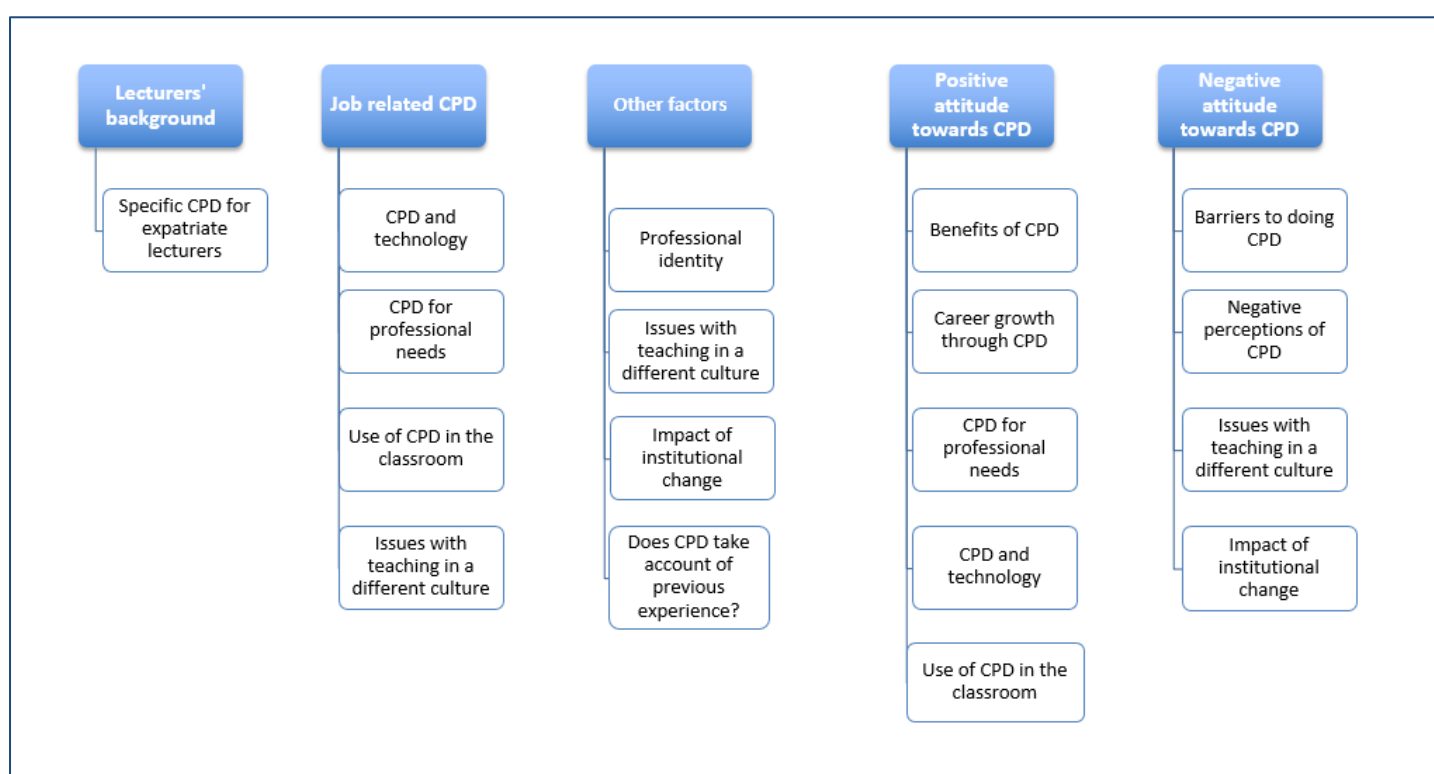 Lecturers'
background
Specific CPD for
expatriate
lecturers
Job related CPD
CPD and
technology
CPD for
professional
needs
Use of CPD in the
classroom
Issues with
teaching in a
different culture
Other factors
Professional
identity
Issues with
teaching in a
different culture
Impact of
institutional
change
Does CPD take
account of
previous
experience?
Positive
attitude
towards CPD
Benefits of CPD
Career growth
through CPD
CPD for
professional
needs
CPD and
technology
Use of CPD in the
classroom
Negative
attitude
towards CPD
Barriers to doing
CPD
Negative
perceptions of
CPD
Issues with
teaching in a
different culture
Impact of
institutional
change